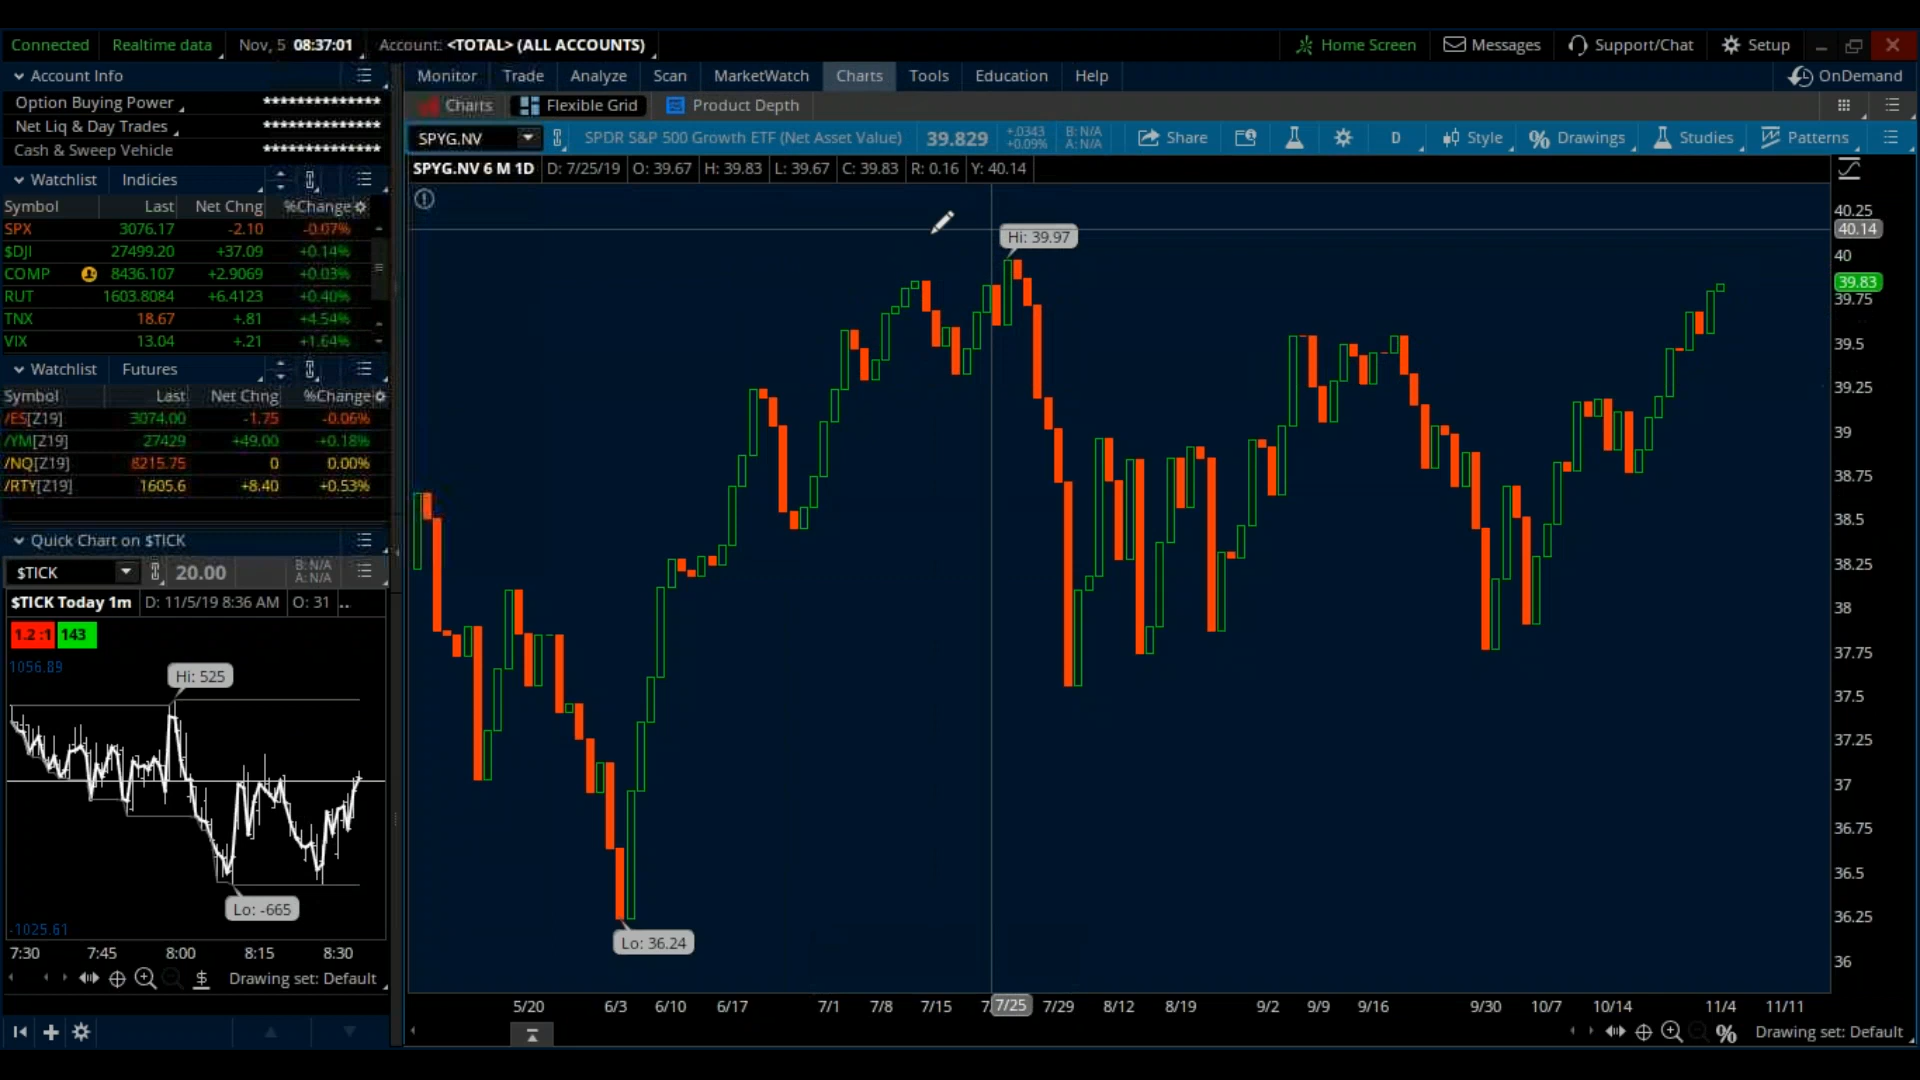 Connected Realtime data Nov, 5 08:37:01 Account: <TOTAL> (ALL ACCOUNTS) Home Screen Messages Support/Chat Setup
Account Info
Option Buying Power **************
Net Liq & Day Trades **************
Cash & Sweep Vehicle **************
Watchlist Indicies
Symbol Last Net Chng %Change
SPX 3076.17 -2.10 -0.07%
$DJI 27499.20 +37.09 +0.14%
COMP 8436.107 +2.9069 +0.03%
RUT 1603.8084 +6.4123 +0.40%
TNX 18.67 +.81 +4.54%
VIX 13.04 +.21 +1.64%
Watchlist Futures
Symbol Last Net Chng %Change
/ES[Z19] 3074.00 -1.75 -0.06%
/YM[Z19] 27429 +49.00 +0.18%
/NQ[Z19] 8215.75 0 0.00%
/RTY[Z19] 1605.6 +8.40 +0.53%
Quick Chart on $TICK
$TICK 20.00 B: N/A A: N/A
$TICK Today 1m D: 11/5/19 8:36 AM O: 31 ..
1.2 :1 143
1056.89
Hi: 525
Lo: -665
-1025.61
7:30 7:45 8:00 8:15 8:30
$ Drawing set: Default
Monitor Trade Analyze Scan MarketWatch Charts Tools Education Help OnDemand
Charts Flexible Grid Product Depth
SPYG.NV SPDR S&P 500 Growth ETF (Net Asset Value) 39.829 +.0343 +0.09% B: N/A A: N/A Share D Style % Drawings Studies Patterns
SPYG.NV 6 M 1D D: 7/25/19 O: 39.67 H: 39.83 L: 39.67 C: 39.83 R: 0.16 Y: 40.14
Hi: 39.97
Lo: 36.24
40.25
40.14
40
39.83
39.75
39.5
39.25
39
38.75
38.5
38.25
38
37.75
37.5
37.25
37
36.75
36.5
36.25
36
5/20 6/3 6/10 6/17 7/1 7/8 7/15 7/25 7/29 8/12 8/19 9/2 9/9 9/16 9/30 10/7 10/14 11/4 11/11
% Drawing set: Default